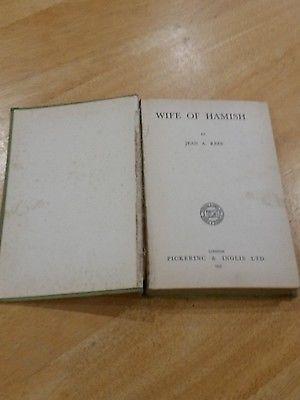 WIFE OF HAMISH
BY
JEAN A. REES
LONDON
PICKERING & INGLIS LTD.